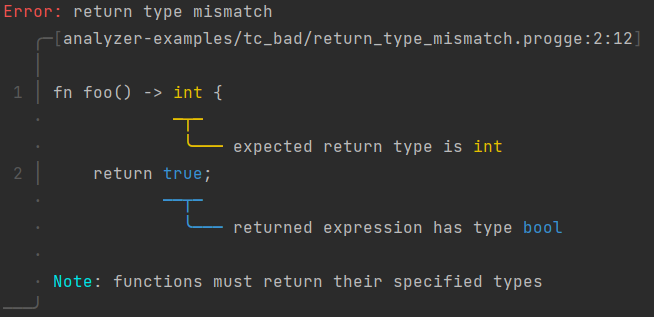 Error: return type mismatch
[analyzer-examples/tc_bad/return_type_mismatch.progge:2:12]
1 │ fn foo() -> int {
expected return type is int
2 │ return true;
returned expression has type bool
Note: functions must return their specified types